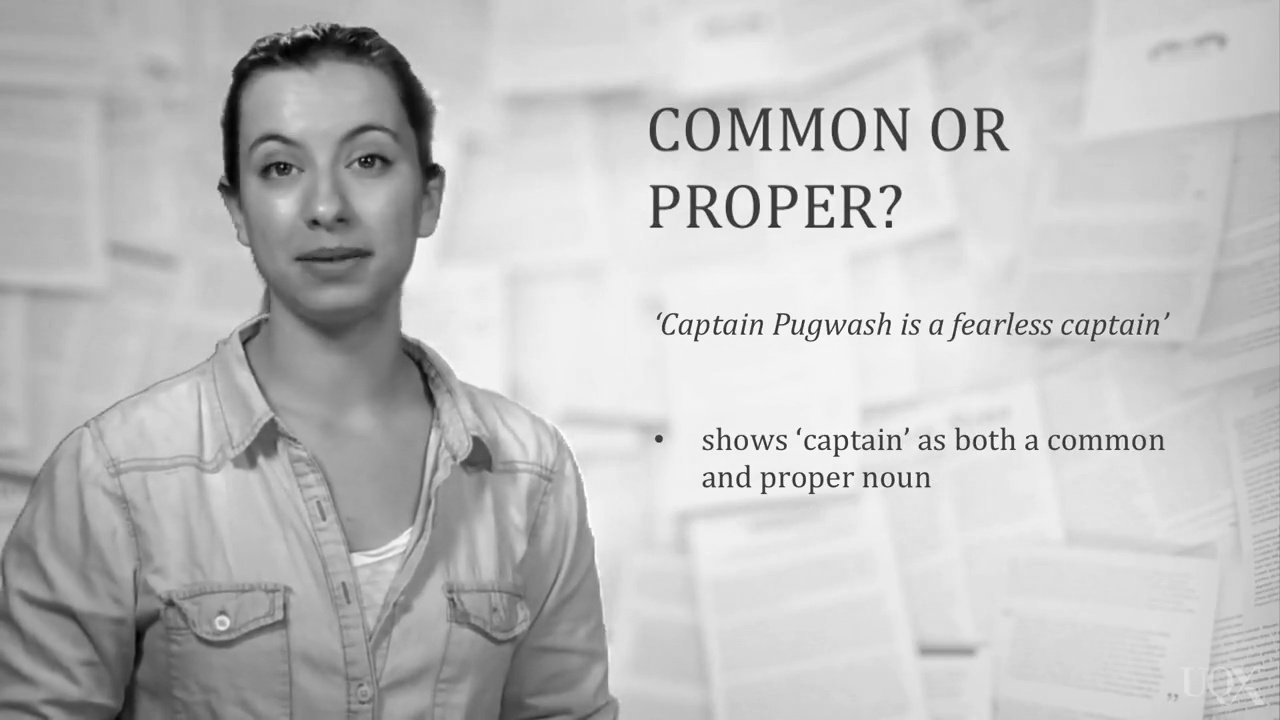 COMMON OR
PROPER?
‘Captain Pugwash is a fearless captain’
• shows ‘captain’ as both a common
and proper noun
UQX